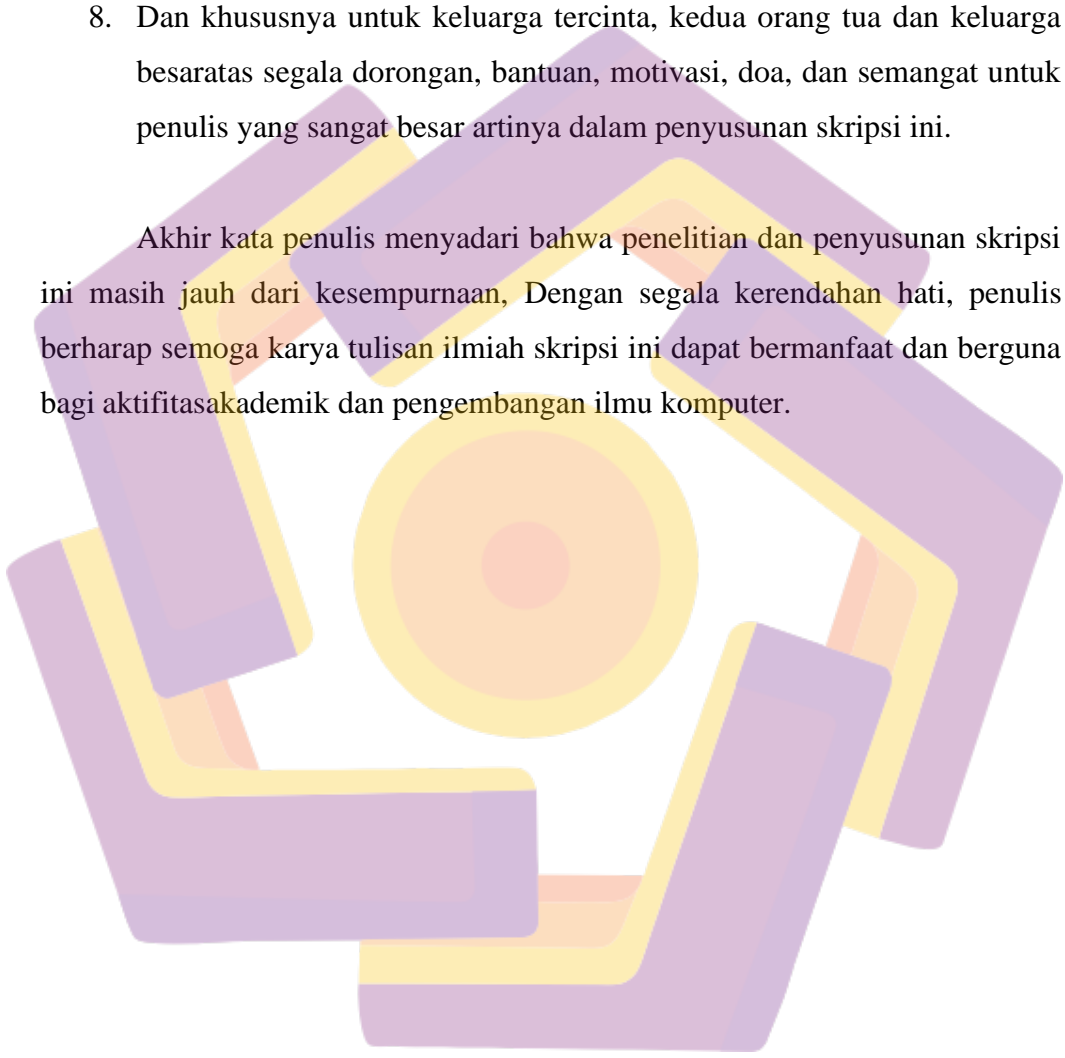 8. Dan khususnya untuk keluarga tercinta, kedua orang tua dan keluarga
besaratas segala dorongan, bantuan, motivasi, doa, dan semangat untuk
penulis yang sangat besar artinya dalam penyusunan skripsi ini.
Akhir kata penulis menyadari bahwa penelitian dan penyusunan skripsi
ini masih jauh dari kesempurnaan, Dengan segala kerendahan hati, penulis
berharap semoga karya tulisan ilmiah skripsi ini dapat bermanfaat dan berguna
bagi aktifitasakademik dan pengembangan ilmu komputer.